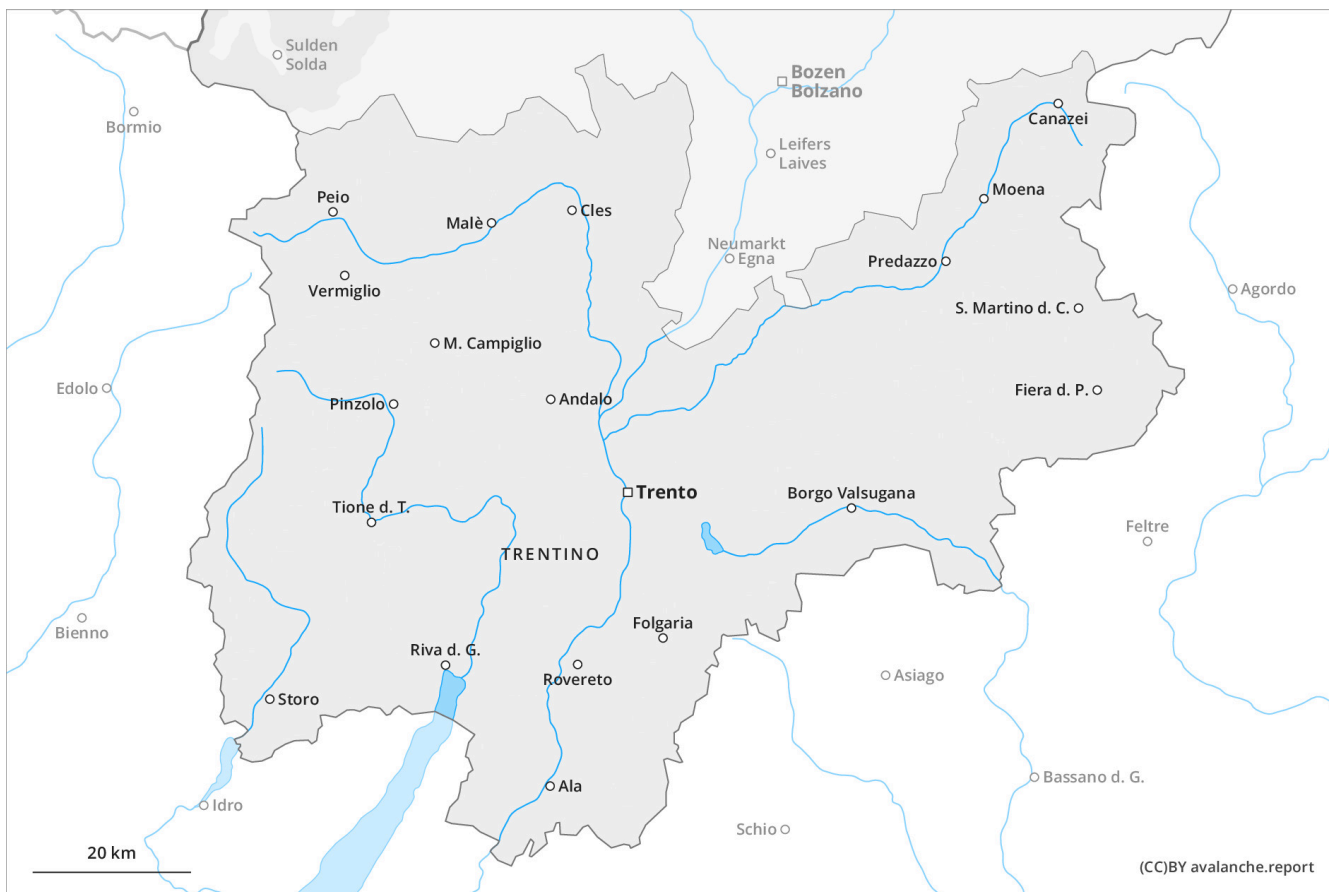 Sulden
Solda
Bozen
Bolzano
Bormio
Canazei
Leifers
Laives
Peio
Malè
Cles
Moena
Neumarkt
Egna
Predazzo
Vermiglio
Agordo
S. Martino d. C.
M. Campiglio
Edolo
Pinzolo
Andalo
Fiera d. P.
Trento
Borgo Valsugana
Tione d. T.
Feltre
TRENTINO
Bienno
Folgaria
Riva d. G.
Rovereto
Asiago
Storo
Bassano d. G.
Ala
Idro
Schio
20 km
(CC)BY avalanche.report